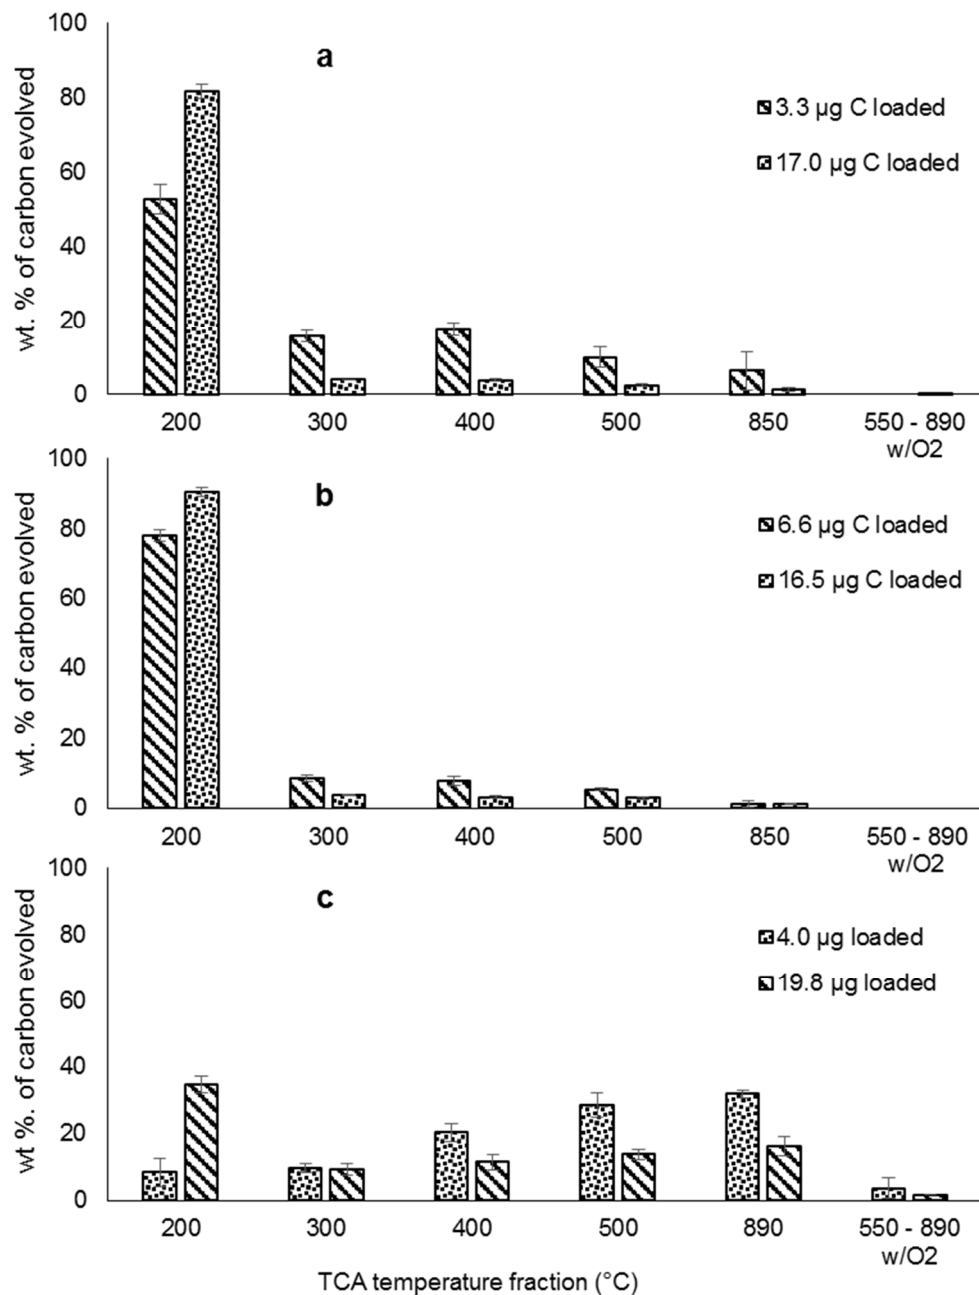 a
wt. % of carbon evolved
100
80
60
40
20
0
3.3 µg C loaded
17.0 µg C loaded
200 300 400 500 850 550 - 890
w/O2
b
wt. % of carbon evolved
100
80
60
40
20
0
6.6 µg C loaded
16.5 µg C loaded
200 300 400 500 850 550 - 890
w/O2
c
wt %. of carbon evolved
100
80
60
40
20
0
4.0 µg loaded
19.8 µg loaded
200 300 400 500 890 550 - 890
w/O2
TCA temperature fraction (°C)